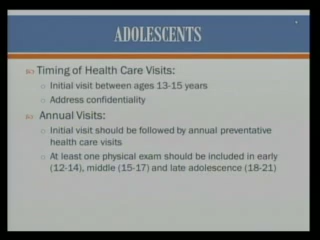 ADOLESCENTS
Timing of Health Care Visits:
Initial visit between ages 13-15 years
Address confidentiality
Annual Visits:
Initial visit should be followed by annual preventative
health care visits
At least one physical exam should be included in early
(12-14), middle (15-17) and late adolescence (18-21)